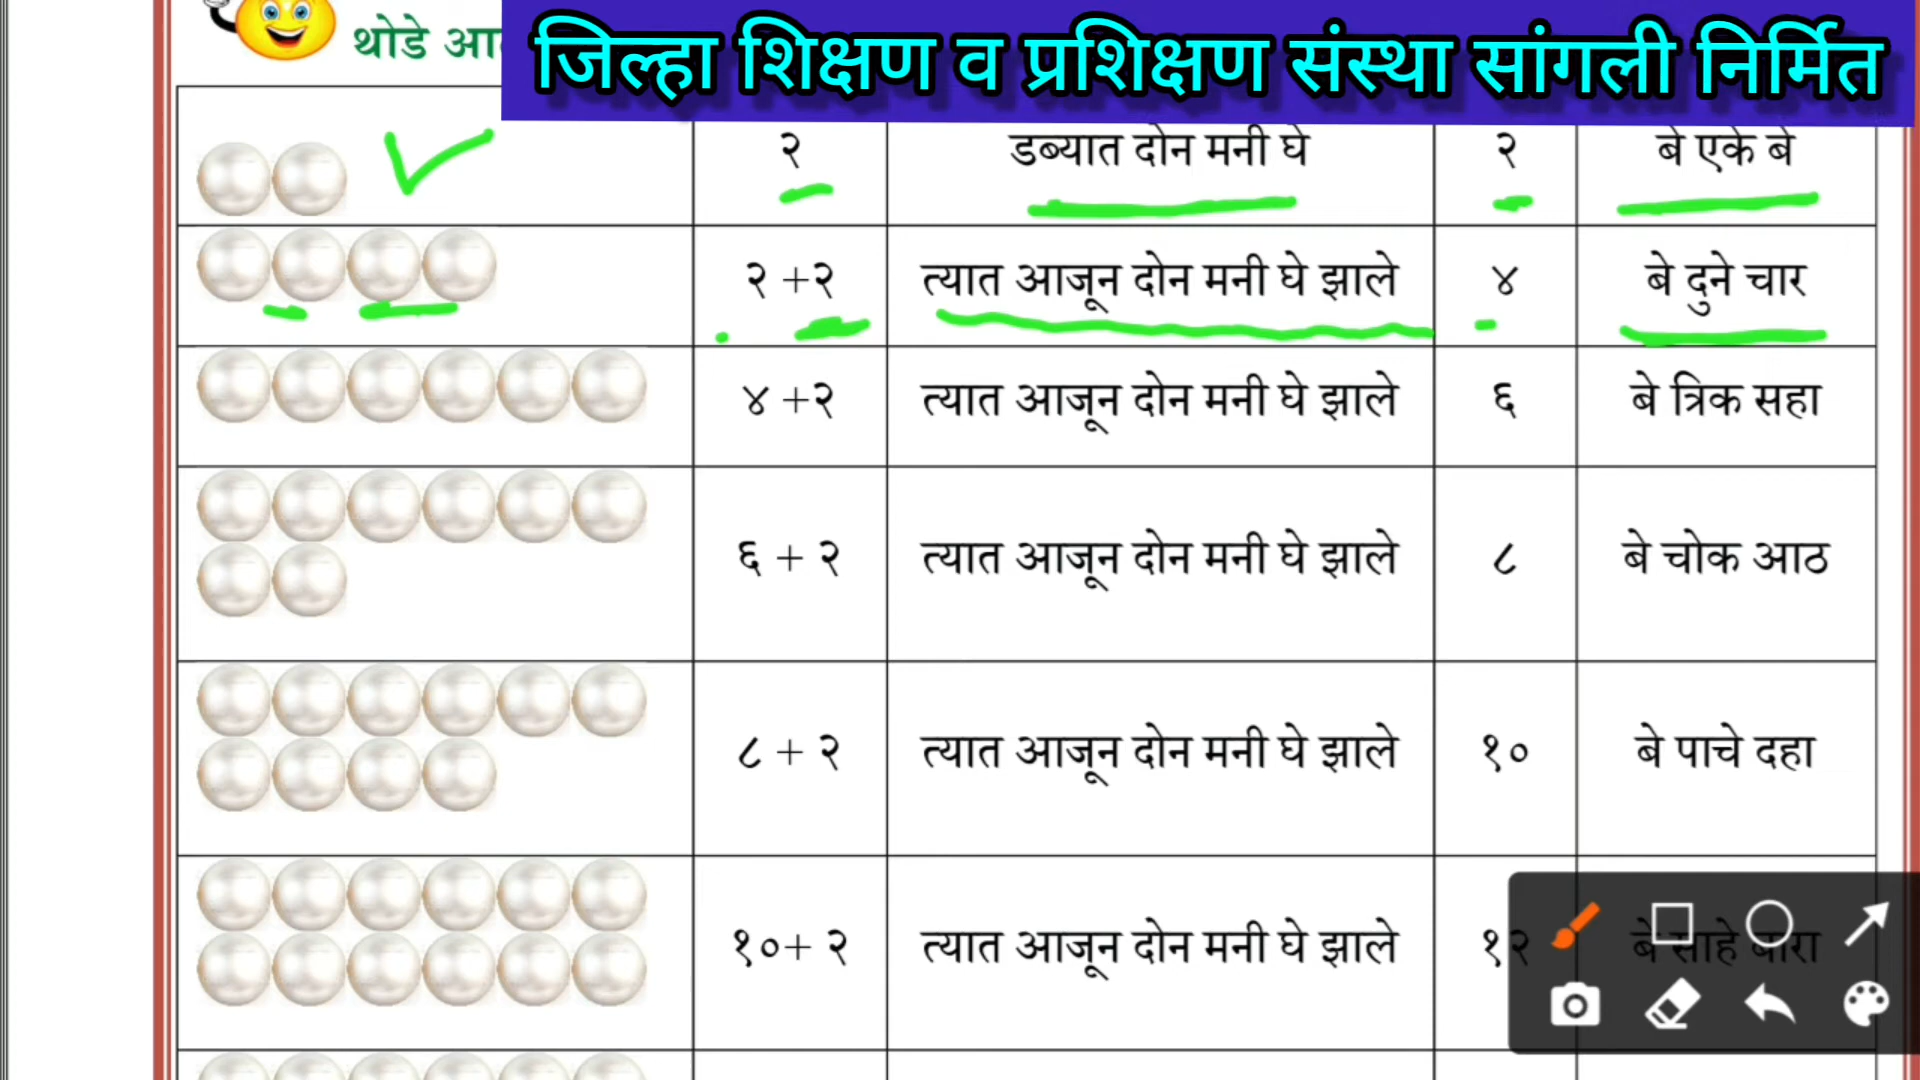 थोडे
जिल्हा शिक्षण व प्रशिक्षण संस्था सांगली निर्मित
२ डब्यात दोन मनी घे २ बे एके बे
२ +२ त्यात आजून दोन मनी घे झाले ४ बे दुने चार
४ +२ त्यात आजून दोन मनी घे झाले ६ बे त्रिक सहा
६ + २ त्यात आजून दोन मनी घे झाले ८ बे चोक आठ
८ + २ त्यात आजून दोन मनी घे झाले १० बे पाचे दहा
१०+ २ त्यात आजून दोन मनी घे झाले १२ बे साहे बारा